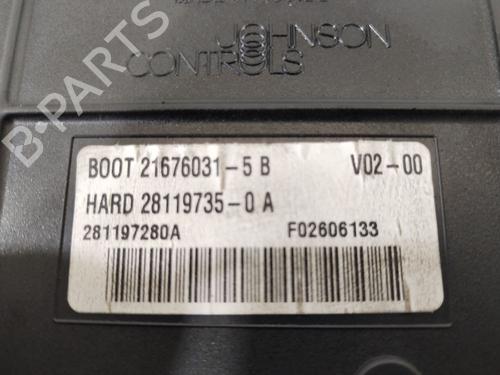 JOHNSON
CONTROLS
B-PARTS
BOOT 21676031-5 B V02-00
HARD 28119735-0 A
281197280A F02606133